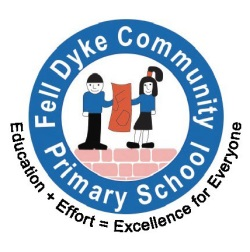 Fell Dyke Community
Primary School
Education + Effort = Excellence for Everyone